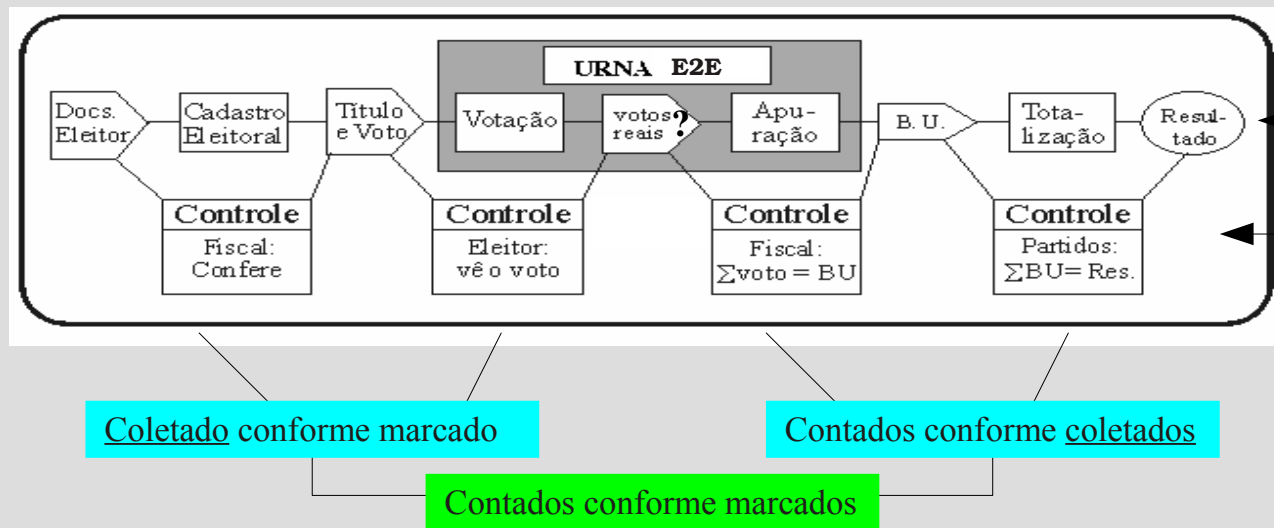 URNA E2E
Docs.
Eleitor
Cadastro
Eleitoral
Título
e Voto
Votação
votos
reais ?
Apu-
ração
B. U.
Tota-
lização
Resul-
tado
Controle
Fiscal:
Confere
Controle
Eleitor:
vê o voto
Controle
Fiscal:
∑voto = BU
Controle
Partidos:
∑BU= Res.
Coletado conforme marcado
Contados conforme coletados
Contados conforme marcados